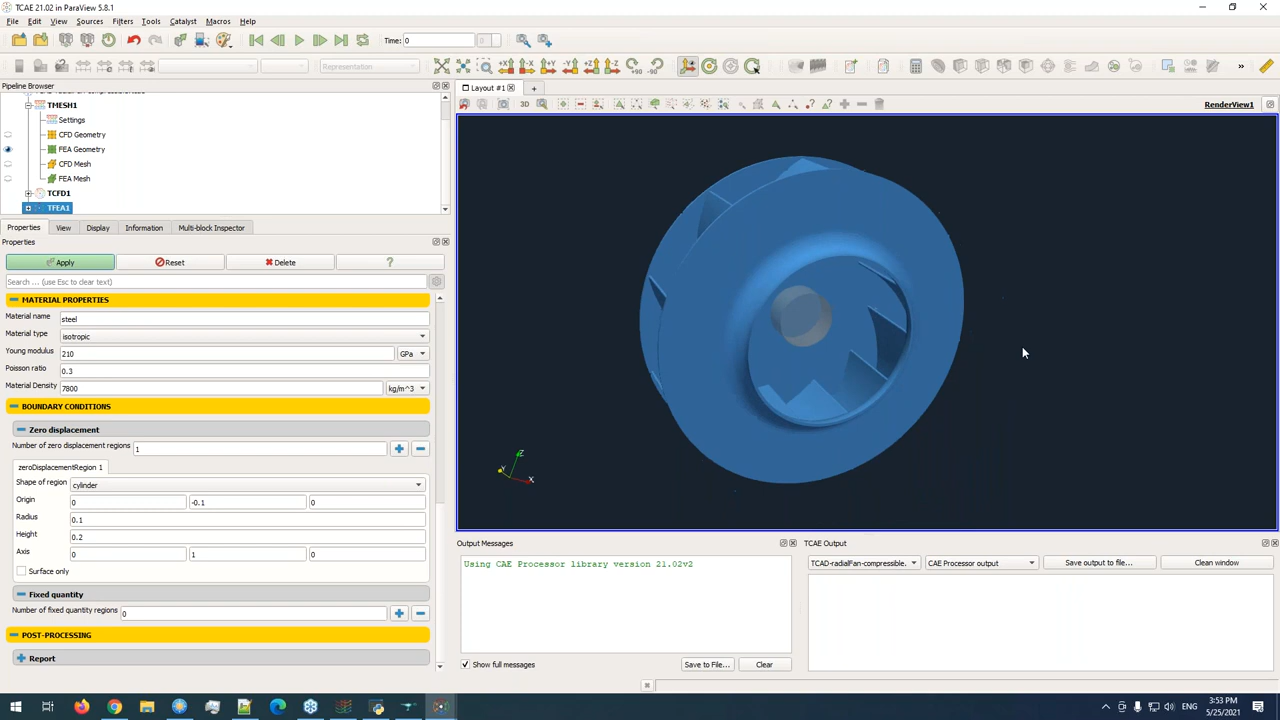 TCAE 21.02 in ParaView 5.8.1
File Edit View Sources Filters Tools Catalyst Macros Help
Time: 0
Representation
Pipeline Browser
TMESH1
Settings
CFD Geometry
FEA Geometry
CFD Mesh
FEA Mesh
TCFD1
TFEA1
Properties View Display Information Multi-block Inspector
Properties
Apply Reset Delete ?
Search ... (use Esc to clear text)
MATERIAL PROPERTIES
Material name steel
Material type isotropic
Young modulus 210 GPa
Poisson ratio 0.3
Material Density 7800 kg/m^3
BOUNDARY CONDITIONS
Zero displacement
Number of zero displacement regions 1
zeroDisplacementRegion 1
Shape of region cylinder
Origin 0 -0.1 0
Radius 0.1
Height 0.2
Axis 0 1 0
Surface only
Fixed quantity
Number of fixed quantity regions 0
POST-PROCESSING
Report
Layout #1
3D
RenderView1
Z
Y
X
Output Messages
Using CAE Processor library version 21.02v2
Show full messages Save to File... Clear
TCAE Output
TCAD-radialFan-compressible. CAE Processor output Save output to file... Clean window
ENG 3:53 PM
5/25/2021